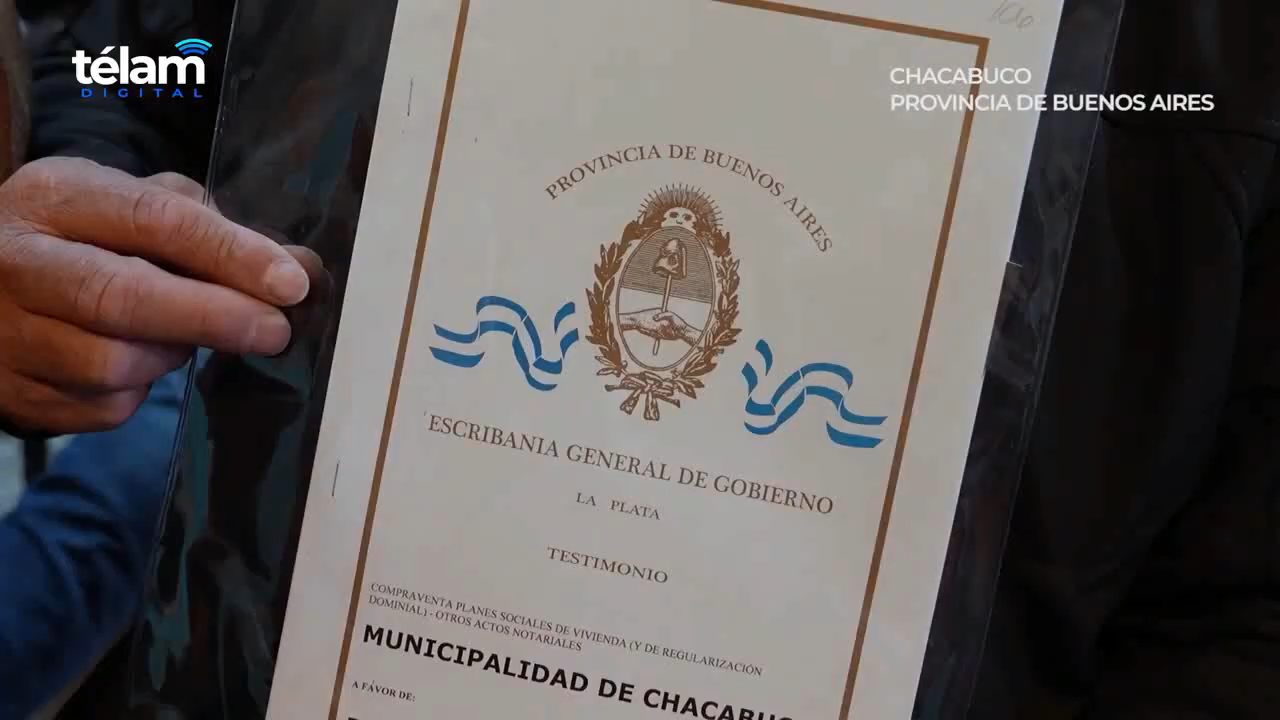 télam
DIGITAL
CHACABUCO
PROVINCIA DE BUENOS AIRES
PROVINCIA DE BUENOS AIRES
ESCRIBANIA GENERAL DE GOBIERNO
LA PLATA
TESTIMONIO
COMPRAVENTA PLANES SOCIALES DE VIVIENDA (Y DE REGULARIZACIÓN
DOMINIAL) - OTROS ACTOS NOTARIALES
MUNICIPALIDAD DE CHACABUC
A FAVOR DE: